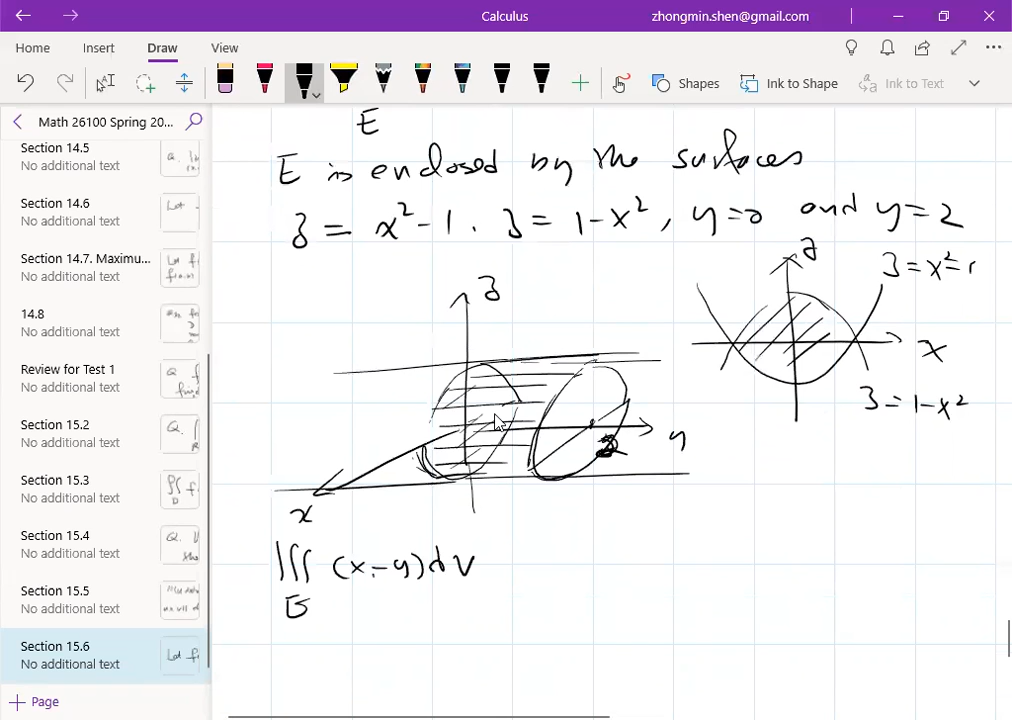 Calculus
zhongmin.shen@gmail.com
Home Insert Draw View
Shapes Ink to Shape Ink to Text
Math 26100 Spring 20...
Section 14.5
No additional text
Section 14.6
No additional text
Section 14.7. Maximu...
No additional text
14.8
No additional text
Review for Test 1
No additional text
Section 15.2
No additional text
Section 15.3
No additional text
Section 15.4
No additional text
Section 15.5
No additional text
Section 15.6
No additional text
Page
E
E is enclosed by the surfaces
z = x² - 1. z = 1 - x², y = 0 and y = 2
z
z = x² - 1
x
z = 1 - x²
z
y
2
x
∭ (x - y) dV
E